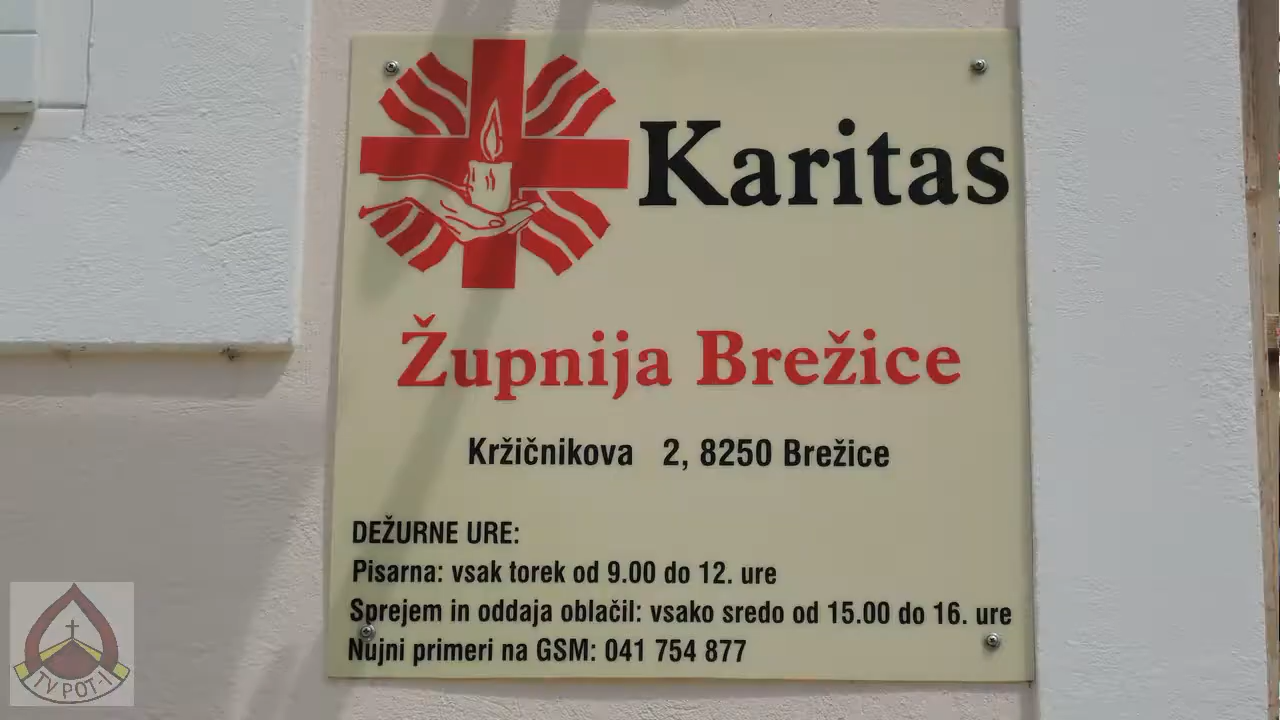 Karitas
Župnija Brežice
Kržičnikova 2, 8250 Brežice
DEŽURNE URE:
Pisarna: vsak torek od 9.00 do 12. ure
Sprejem in oddaja oblačil: vsako sredo od 15.00 do 16. ure
Nujni primeri na GSM: 041 754 877
TV POT-1